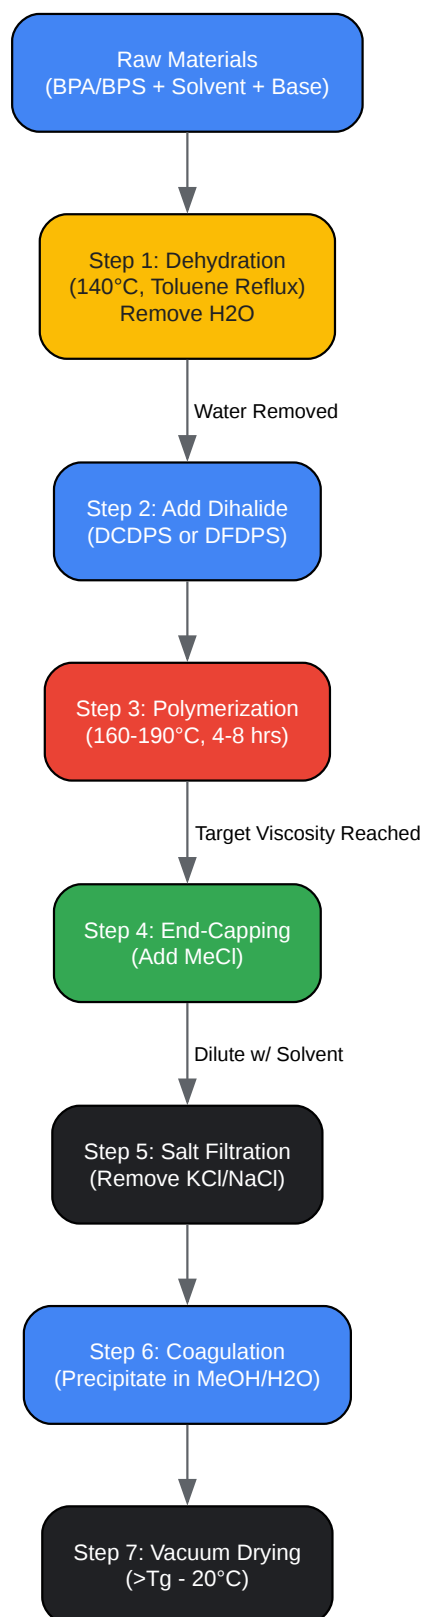 Raw Materials
(BPA/BPS + Solvent + Base)
Step 1: Dehydration
(140°C, Toluene Reflux)
Remove H2O
Water Removed
Step 2: Add Dihalide
(DCDPS or DFDPS)
Step 3: Polymerization
(160-190°C, 4-8 hrs)
Target Viscosity Reached
Step 4: End-Capping
(Add MeCl)
Dilute w/ Solvent
Step 5: Salt Filtration
(Remove KCl/NaCl)
Step 6: Coagulation
(Precipitate in MeOH/H2O)
Step 7: Vacuum Drying
(>Tg - 20°C)